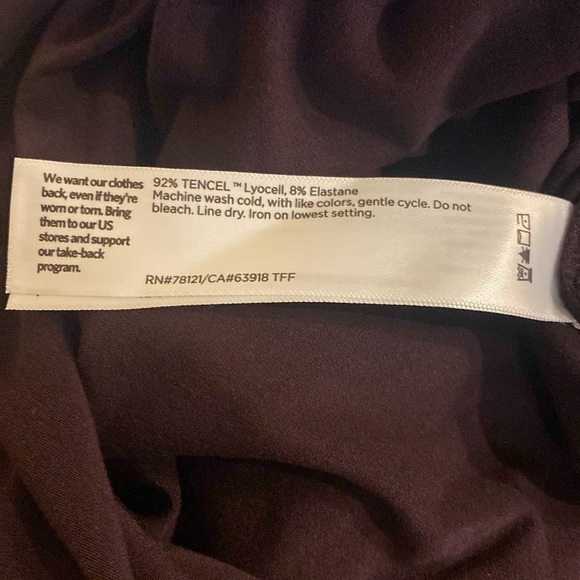 We want our clothes
back, even if they're
worn or torn. Bring
them to our US
stores and support
our take-back
program.
92% TENCEL™ Lyocell, 8% Elastane
Machine wash cold, with like colors, gentle cycle. Do not
bleach. Line dry. Iron on lowest setting.
RN#78121/CA#63918 TFF